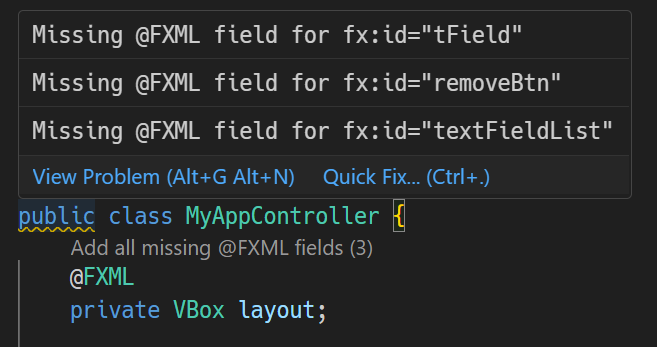 Missing @FXML field for fx:id="tField"
Missing @FXML field for fx:id="removeBtn"
Missing @FXML field for fx:id="textFieldList"
View Problem (Alt+G Alt+N) Quick Fix... (Ctrl+.)
public class MyAppController {
Add all missing @FXML fields (3)
@FXML
private VBox layout;